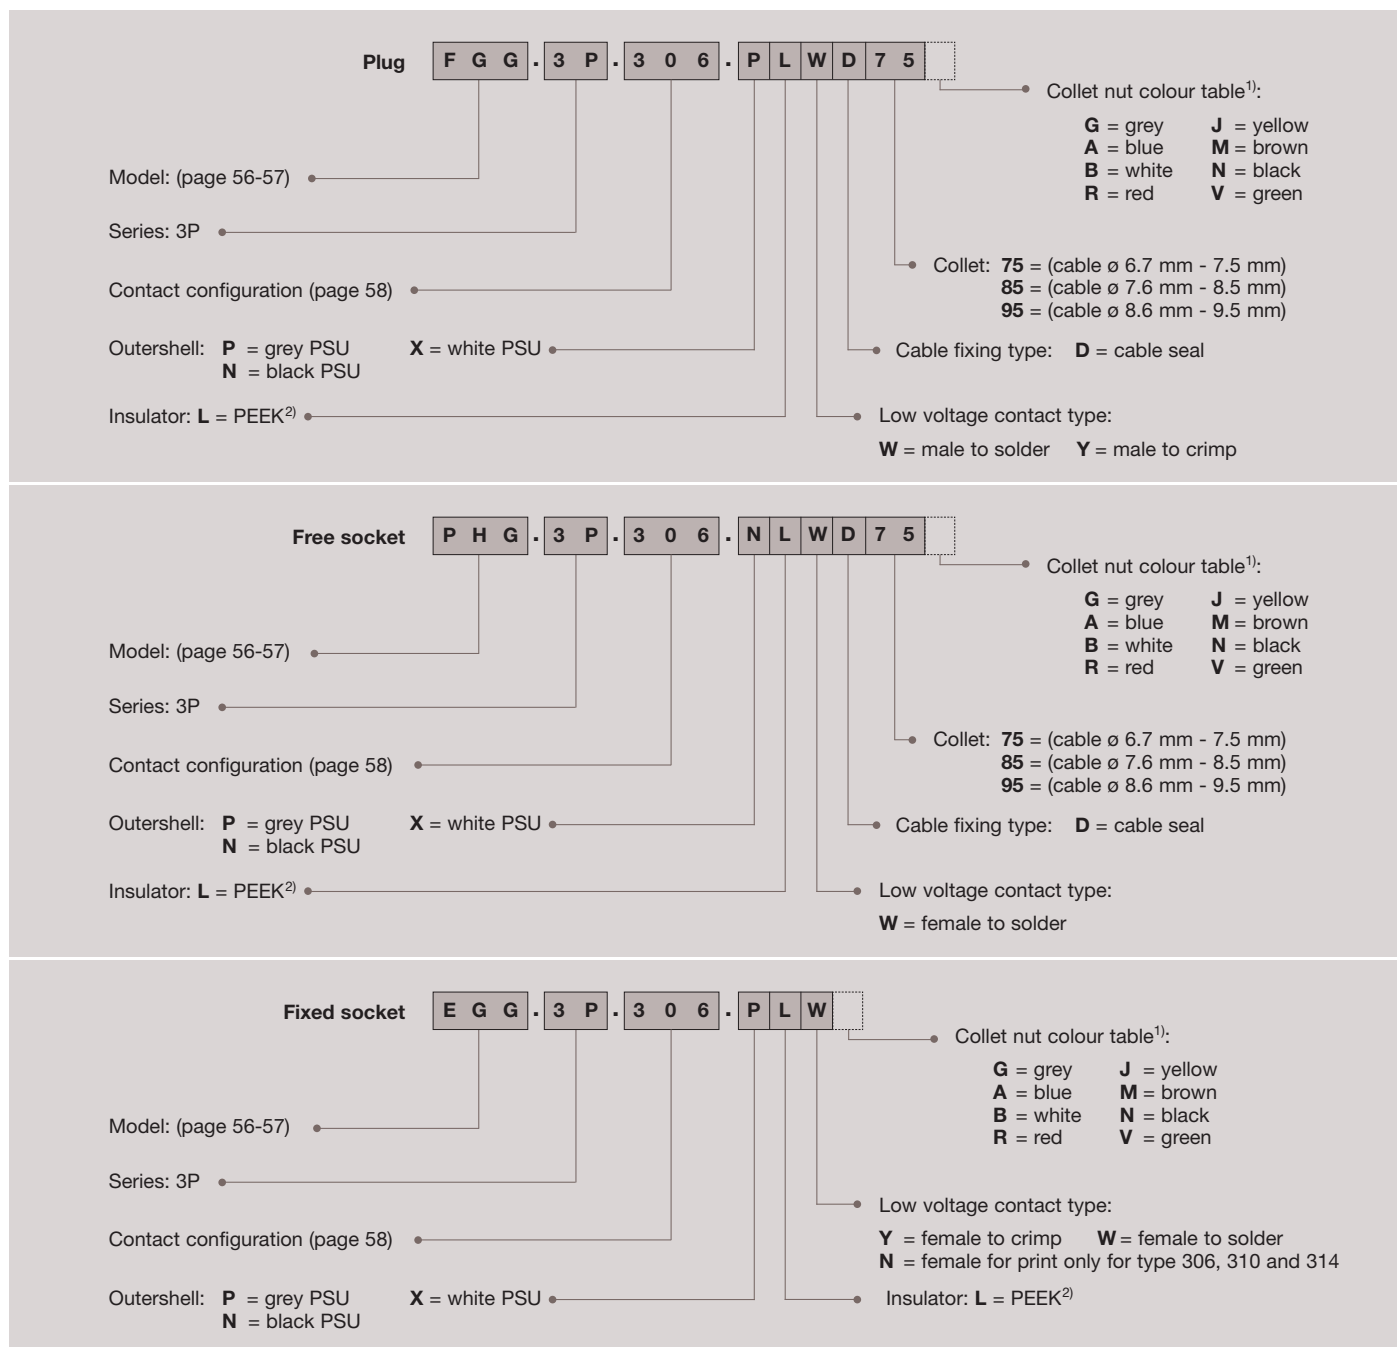 Plug F G G . 3 P . 3 0 6 . P L W D 7 5
Collet nut colour table1):
G = grey J = yellow
A = blue M = brown
B = white N = black
R = red V = green
Model: (page 56-57)
Series: 3P
Collet: 75 = (cable ø 6.7 mm - 7.5 mm)
85 = (cable ø 7.6 mm - 8.5 mm)
95 = (cable ø 8.6 mm - 9.5 mm)
Contact configuration (page 58)
Outershell: P = grey PSU X = white PSU
N = black PSU
Cable fixing type: D = cable seal
Insulator: L = PEEK2)
Low voltage contact type:
W = male to solder Y = male to crimp
Free socket P H G . 3 P . 3 0 6 . N L W D 7 5
Collet nut colour table1):
G = grey J = yellow
A = blue M = brown
B = white N = black
R = red V = green
Model: (page 56-57)
Series: 3P
Collet: 75 = (cable ø 6.7 mm - 7.5 mm)
85 = (cable ø 7.6 mm - 8.5 mm)
95 = (cable ø 8.6 mm - 9.5 mm)
Contact configuration (page 58)
Outershell: P = grey PSU X = white PSU
N = black PSU
Cable fixing type: D = cable seal
Insulator: L = PEEK2)
Low voltage contact type:
W = female to solder
Fixed socket E G G . 3 P . 3 0 6 . P L W
Collet nut colour table1):
G = grey J = yellow
A = blue M = brown
B = white N = black
R = red V = green
Model: (page 56-57)
Series: 3P
Low voltage contact type:
Y = female to crimp W = female to solder
N = female for print only for type 306, 310 and 314
Contact configuration (page 58)
Outershell: P = grey PSU X = white PSU
N = black PSU
Insulator: L = PEEK2)